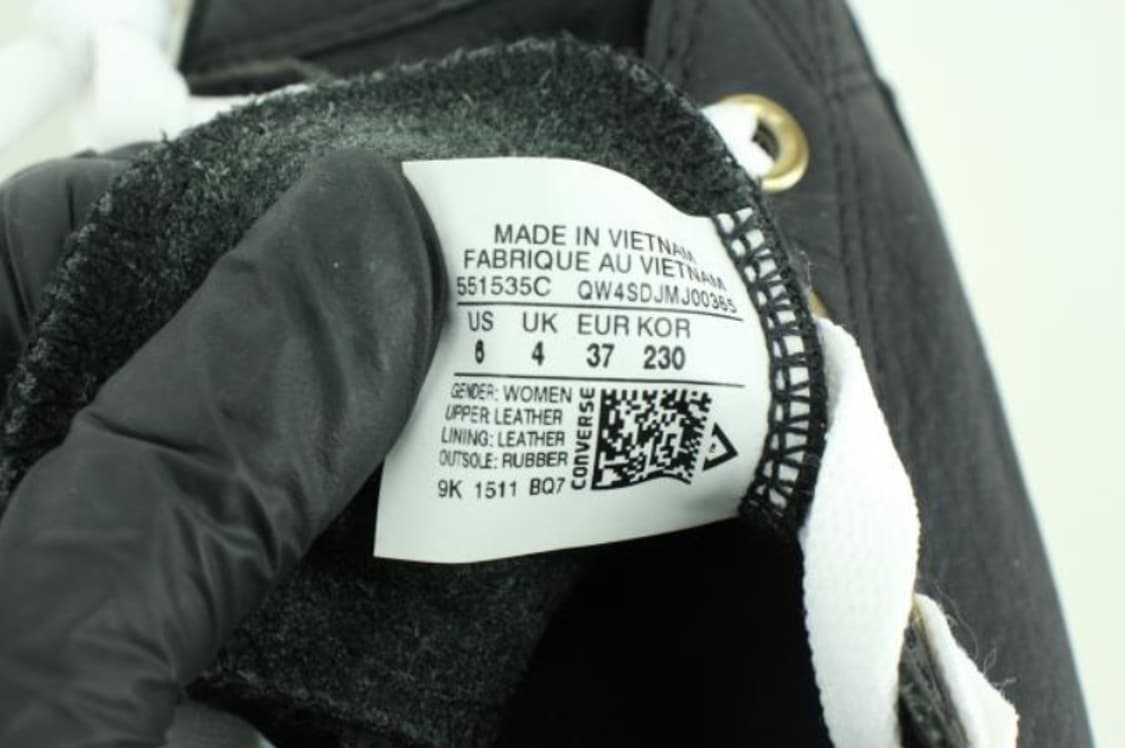 MADE IN VIETNAM
FABRIQUE AU VIETNAM
551535C QW4SDJMJ00365
US UK EUR KOR
6 4 37 230
GENDER: WOMEN
UPPER: LEATHER
LINING: LEATHER
OUTSOLE: RUBBER
9K 1511 BQ7
CONVERSE